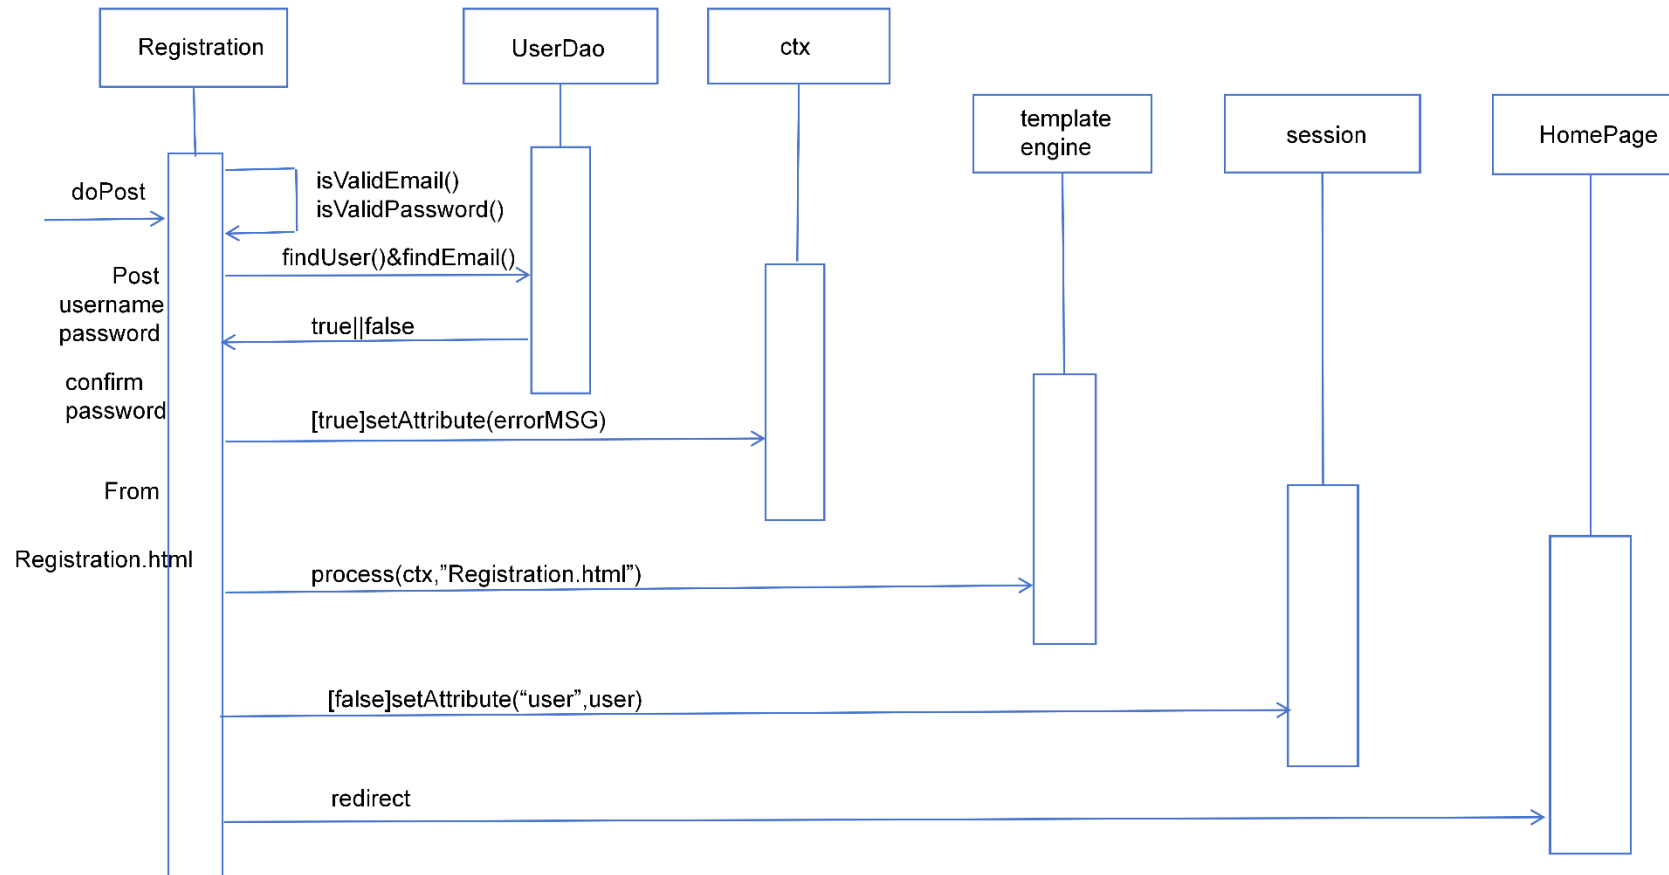 Registration
UserDao
ctx
template
engine
session
HomePage
doPost
isValidEmail()
isValidPassword()
findUser()&findEmail()
Post
username
password
true||false
confirm
password
[true]setAttribute(errorMSG)
From
Registration.html
process(ctx,”Registration.html”)
[false]setAttribute(“user”,user)
redirect